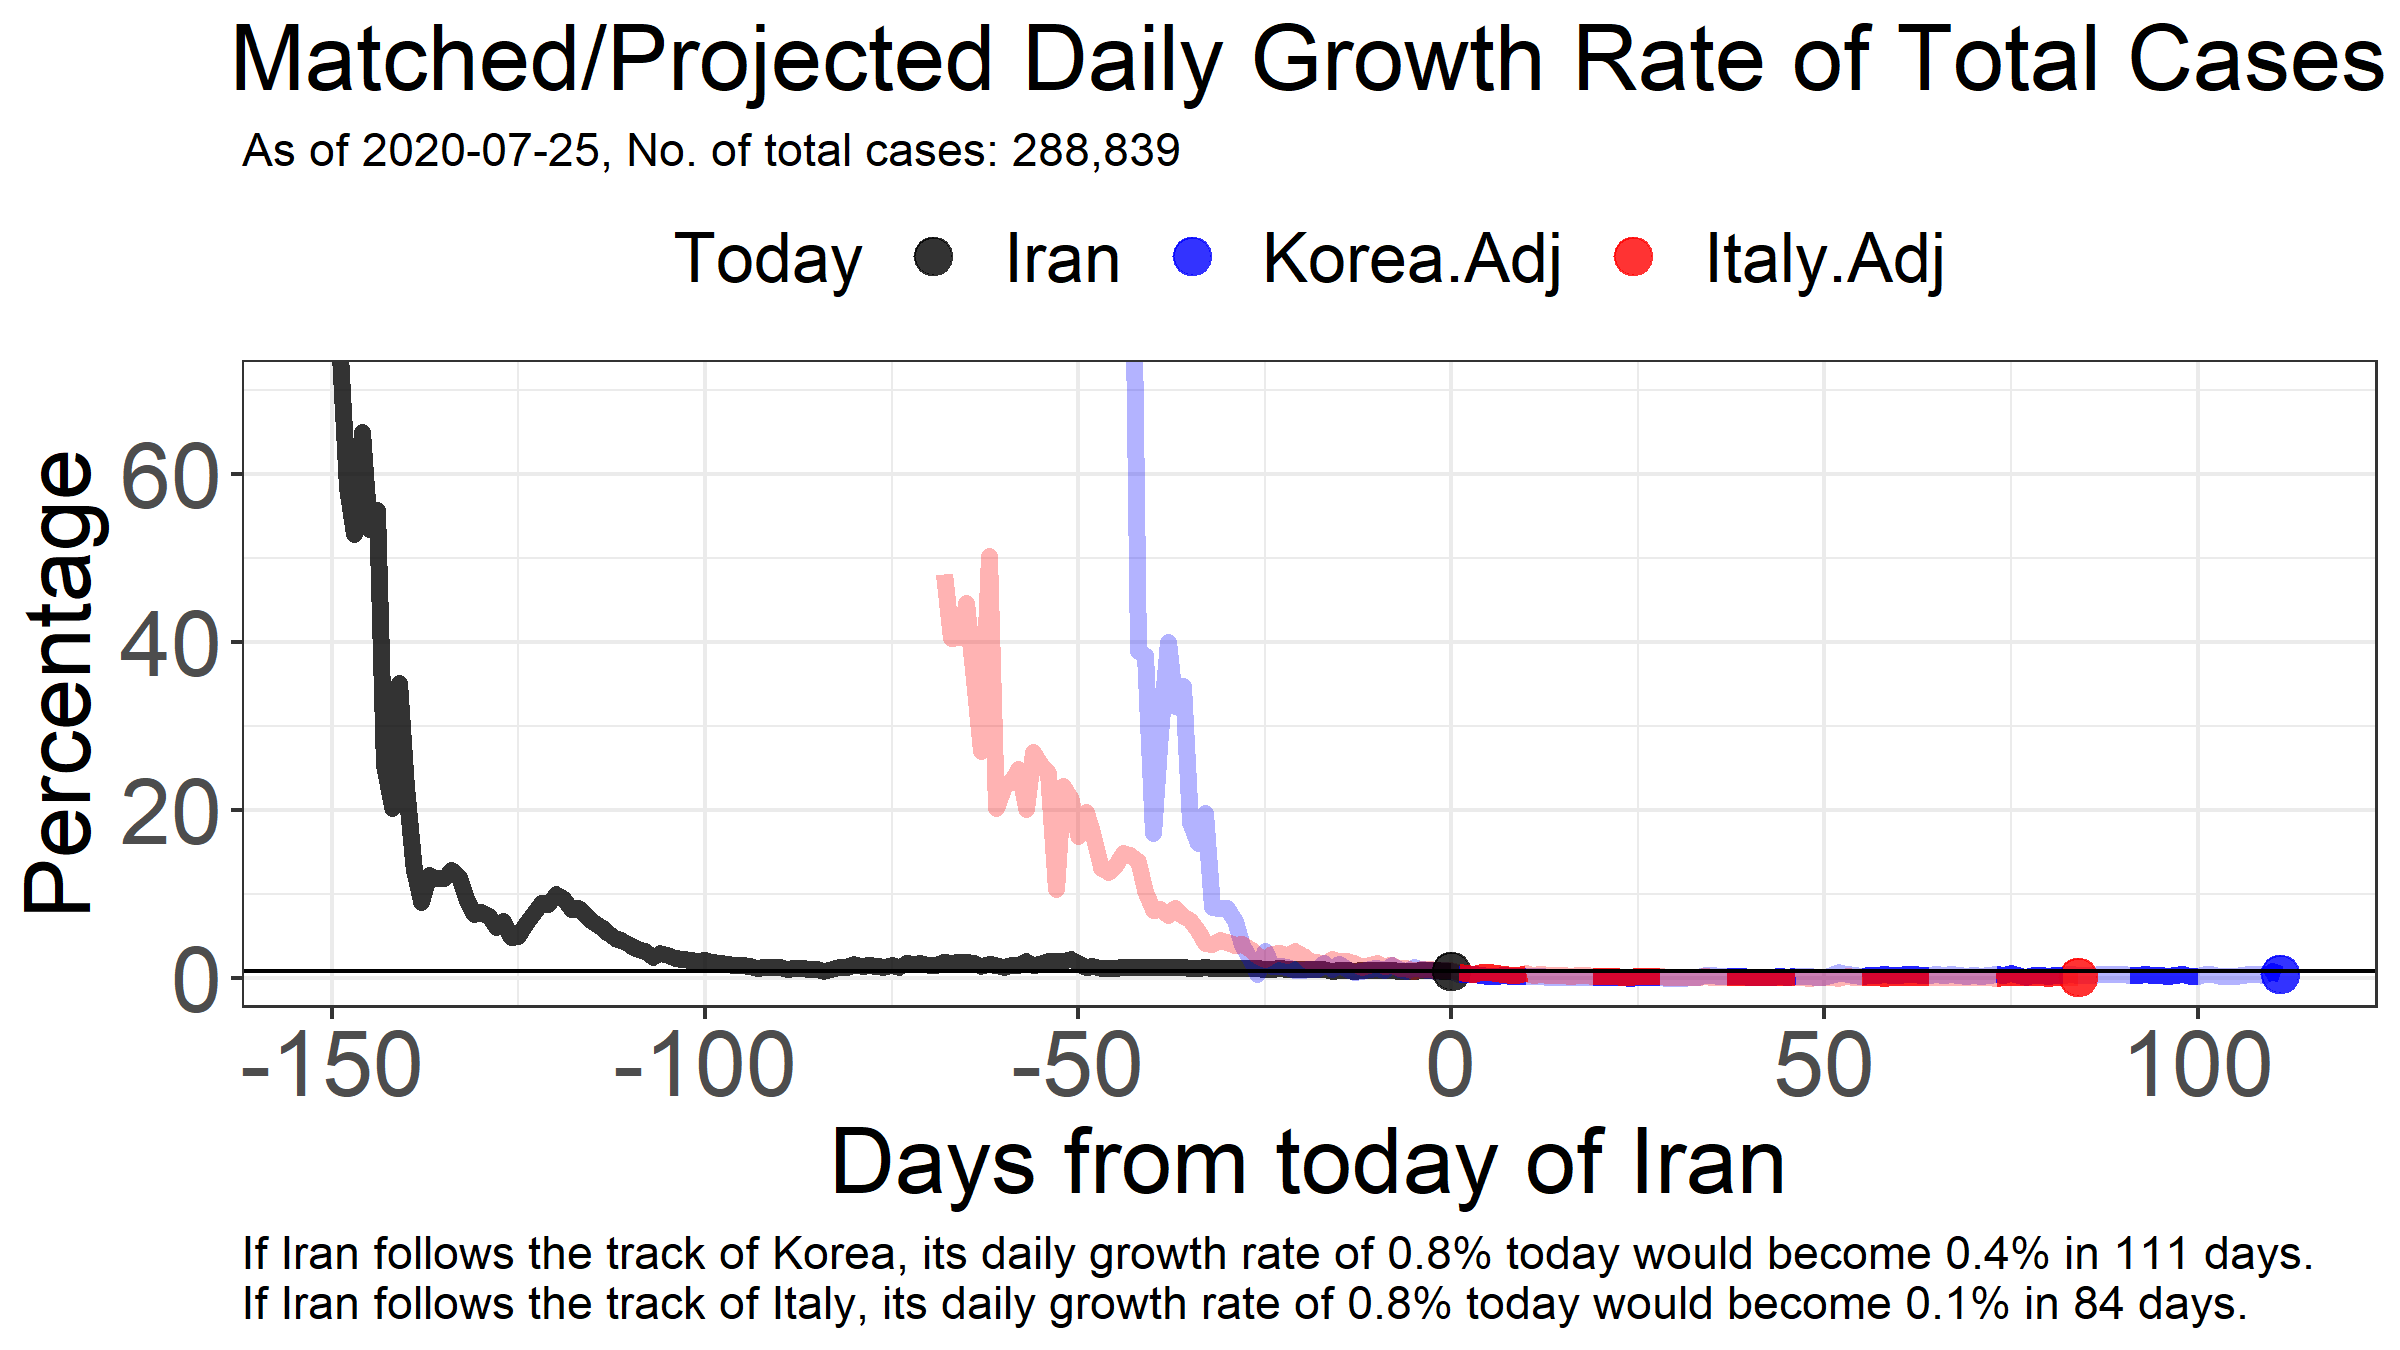 Matched/Projected Daily Growth Rate of Total Cases
As of 2020-07-25, No. of total cases: 288,839
Today Iran Korea.Adj Italy.Adj
Percentage
60
40
20
0
-150 -100 -50 0 50 100
Days from today of Iran
If Iran follows the track of Korea, its daily growth rate of 0.8% today would become 0.4% in 111 days.
If Iran follows the track of Italy, its daily growth rate of 0.8% today would become 0.1% in 84 days.